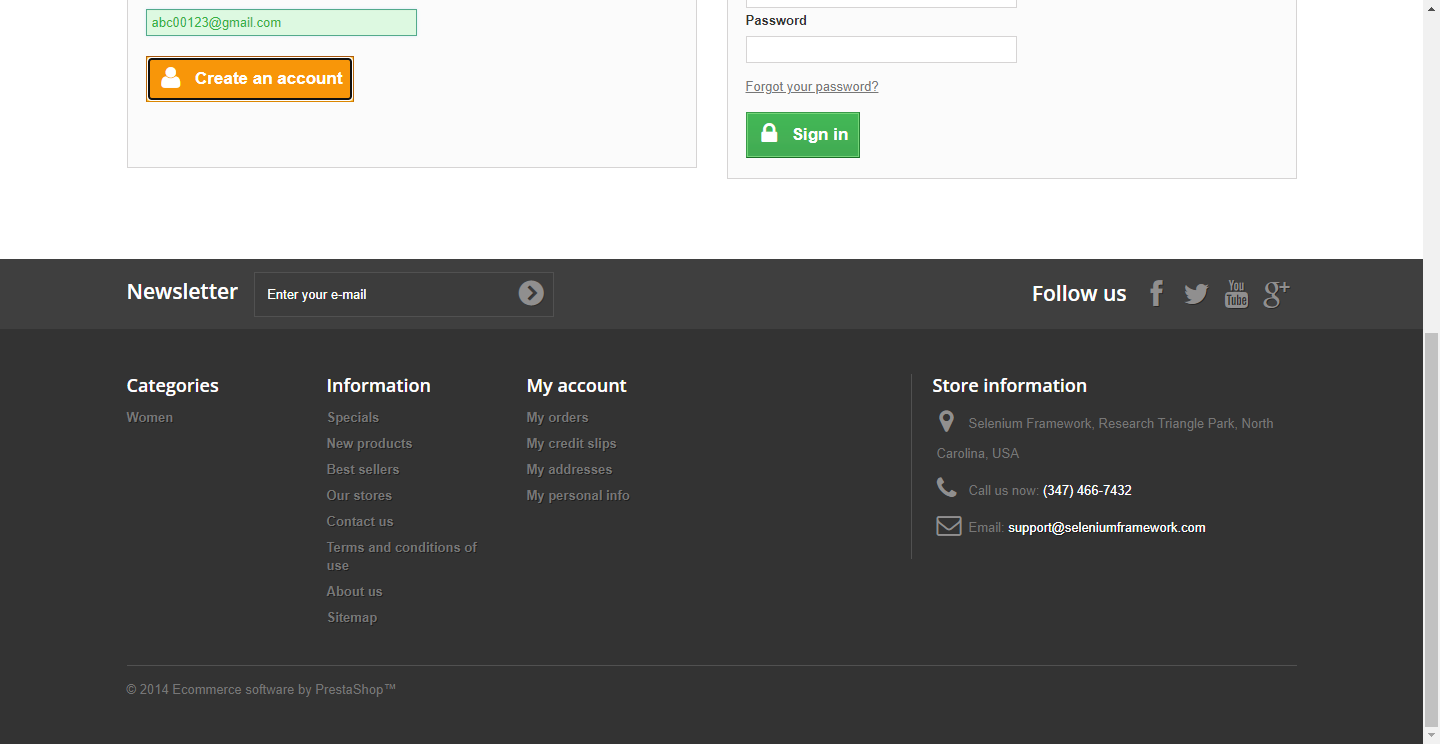 abc00123@gmail.com
Create an account
Password
Forgot your password?
Sign in
Newsletter
Enter your e-mail
Follow us
You
Tube
g+
Categories
Women
Information
Specials
New products
Best sellers
Our stores
Contact us
Terms and conditions of
use
About us
Sitemap
My account
My orders
My credit slips
My addresses
My personal info
Store information
Selenium Framework, Research Triangle Park, North
Carolina, USA
Call us now: (347) 466-7432
Email: support@seleniumframework.com
© 2014 Ecommerce software by PrestaShop™